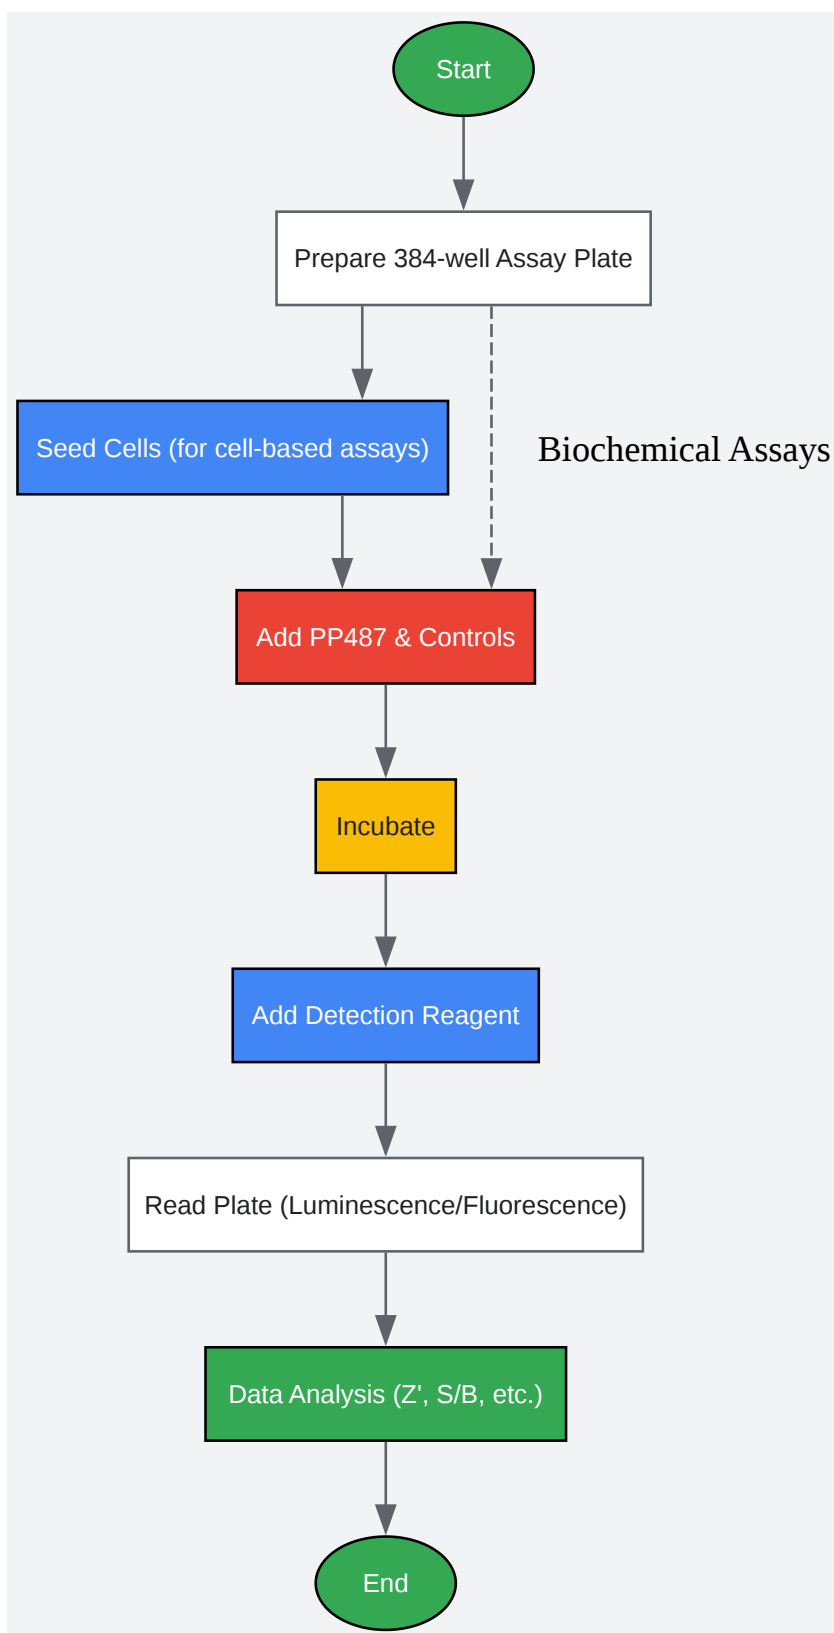 Start
Prepare 384-well Assay Plate
Seed Cells (for cell-based assays)
Biochemical Assays
Add PP487 & Controls
Incubate
Add Detection Reagent
Read Plate (Luminescence/Fluorescence)
Data Analysis (Z', S/B, etc.)
End